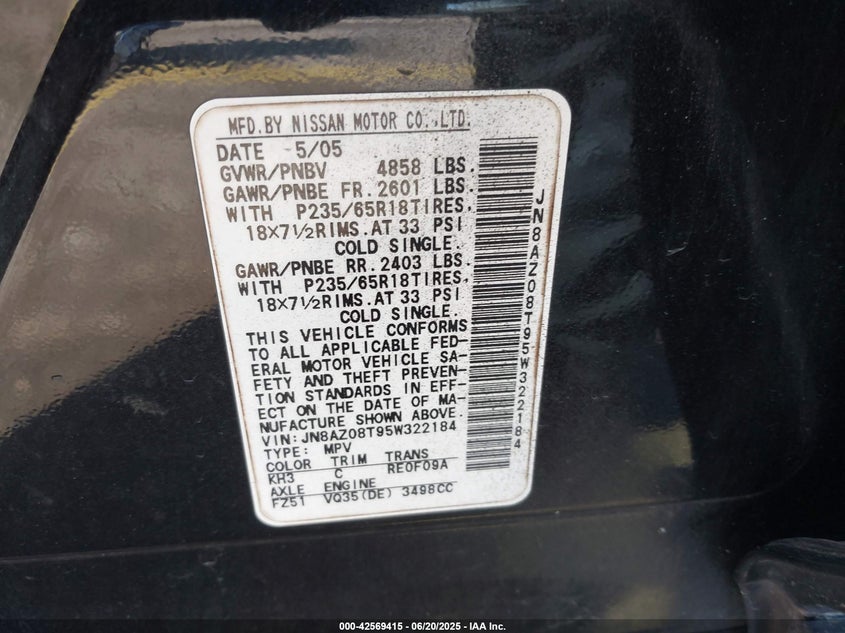 MFD.BY NISSAN MOTOR CO.,LTD.
DATE 5/05
GVWR/PNBV 4858 LBS.
GAWR/PNBE FR.2601 LBS.
WITH P235/65R18TIRES.
18X7½RIMS.AT 33 PSI
COLD SINGLE.
GAWR/PNBE RR.2403 LBS.
WITH P235/65R18TIRES.
18X7½RIMS.AT 33 PSI
COLD SINGLE.
THIS VEHICLE CONFORMS
TO ALL APPLICABLE FED-
ERAL MOTOR VEHICLE SA-
FETY AND THEFT PREVEN-
TION STANDARDS IN EFF-
ECT ON THE DATE OF MA-
NUFACTURE SHOWN ABOVE.
VIN:JN8AZ08T95W322184
TYPE: MPV
COLOR TRIM TRANS
KH3 C RE0F09A
AXLE ENGINE
FZ51 VQ35(DE) 3498CC
JN8AZ08T95W322184
000-42569415 - 06/20/2025 - IAA Inc.